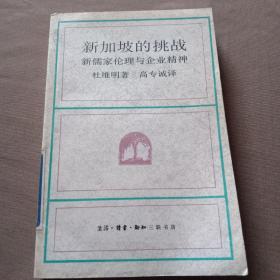 新加坡的挑战
新儒家伦理与企业精神
杜维明著 高专诚译
生活·读书·新知三联书店